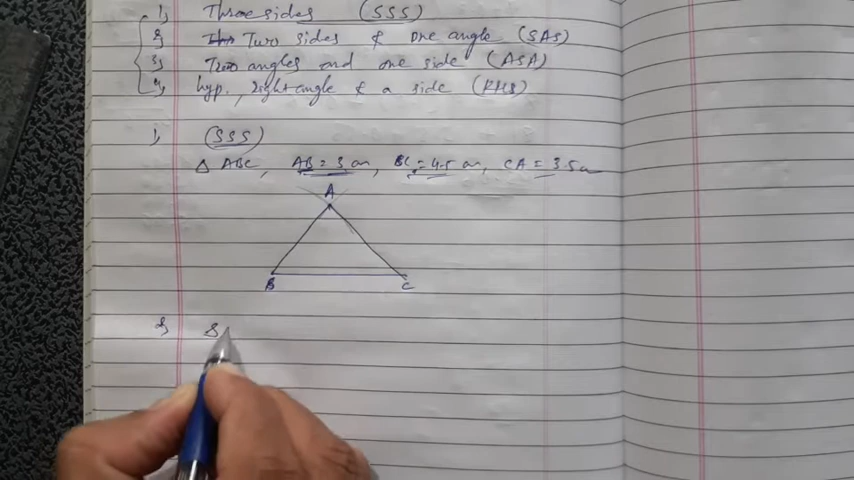 1, Three sides (SSS)
2, Two sides & one angle (SAS)
3, Two angles and one side (ASA)
4, hyp., right angle & a side (RHS)
1, (SSS)
△ ABC, AB = 3 cm, BC = 4.5 cm, CA = 3.5 cm
A
B C
2, S